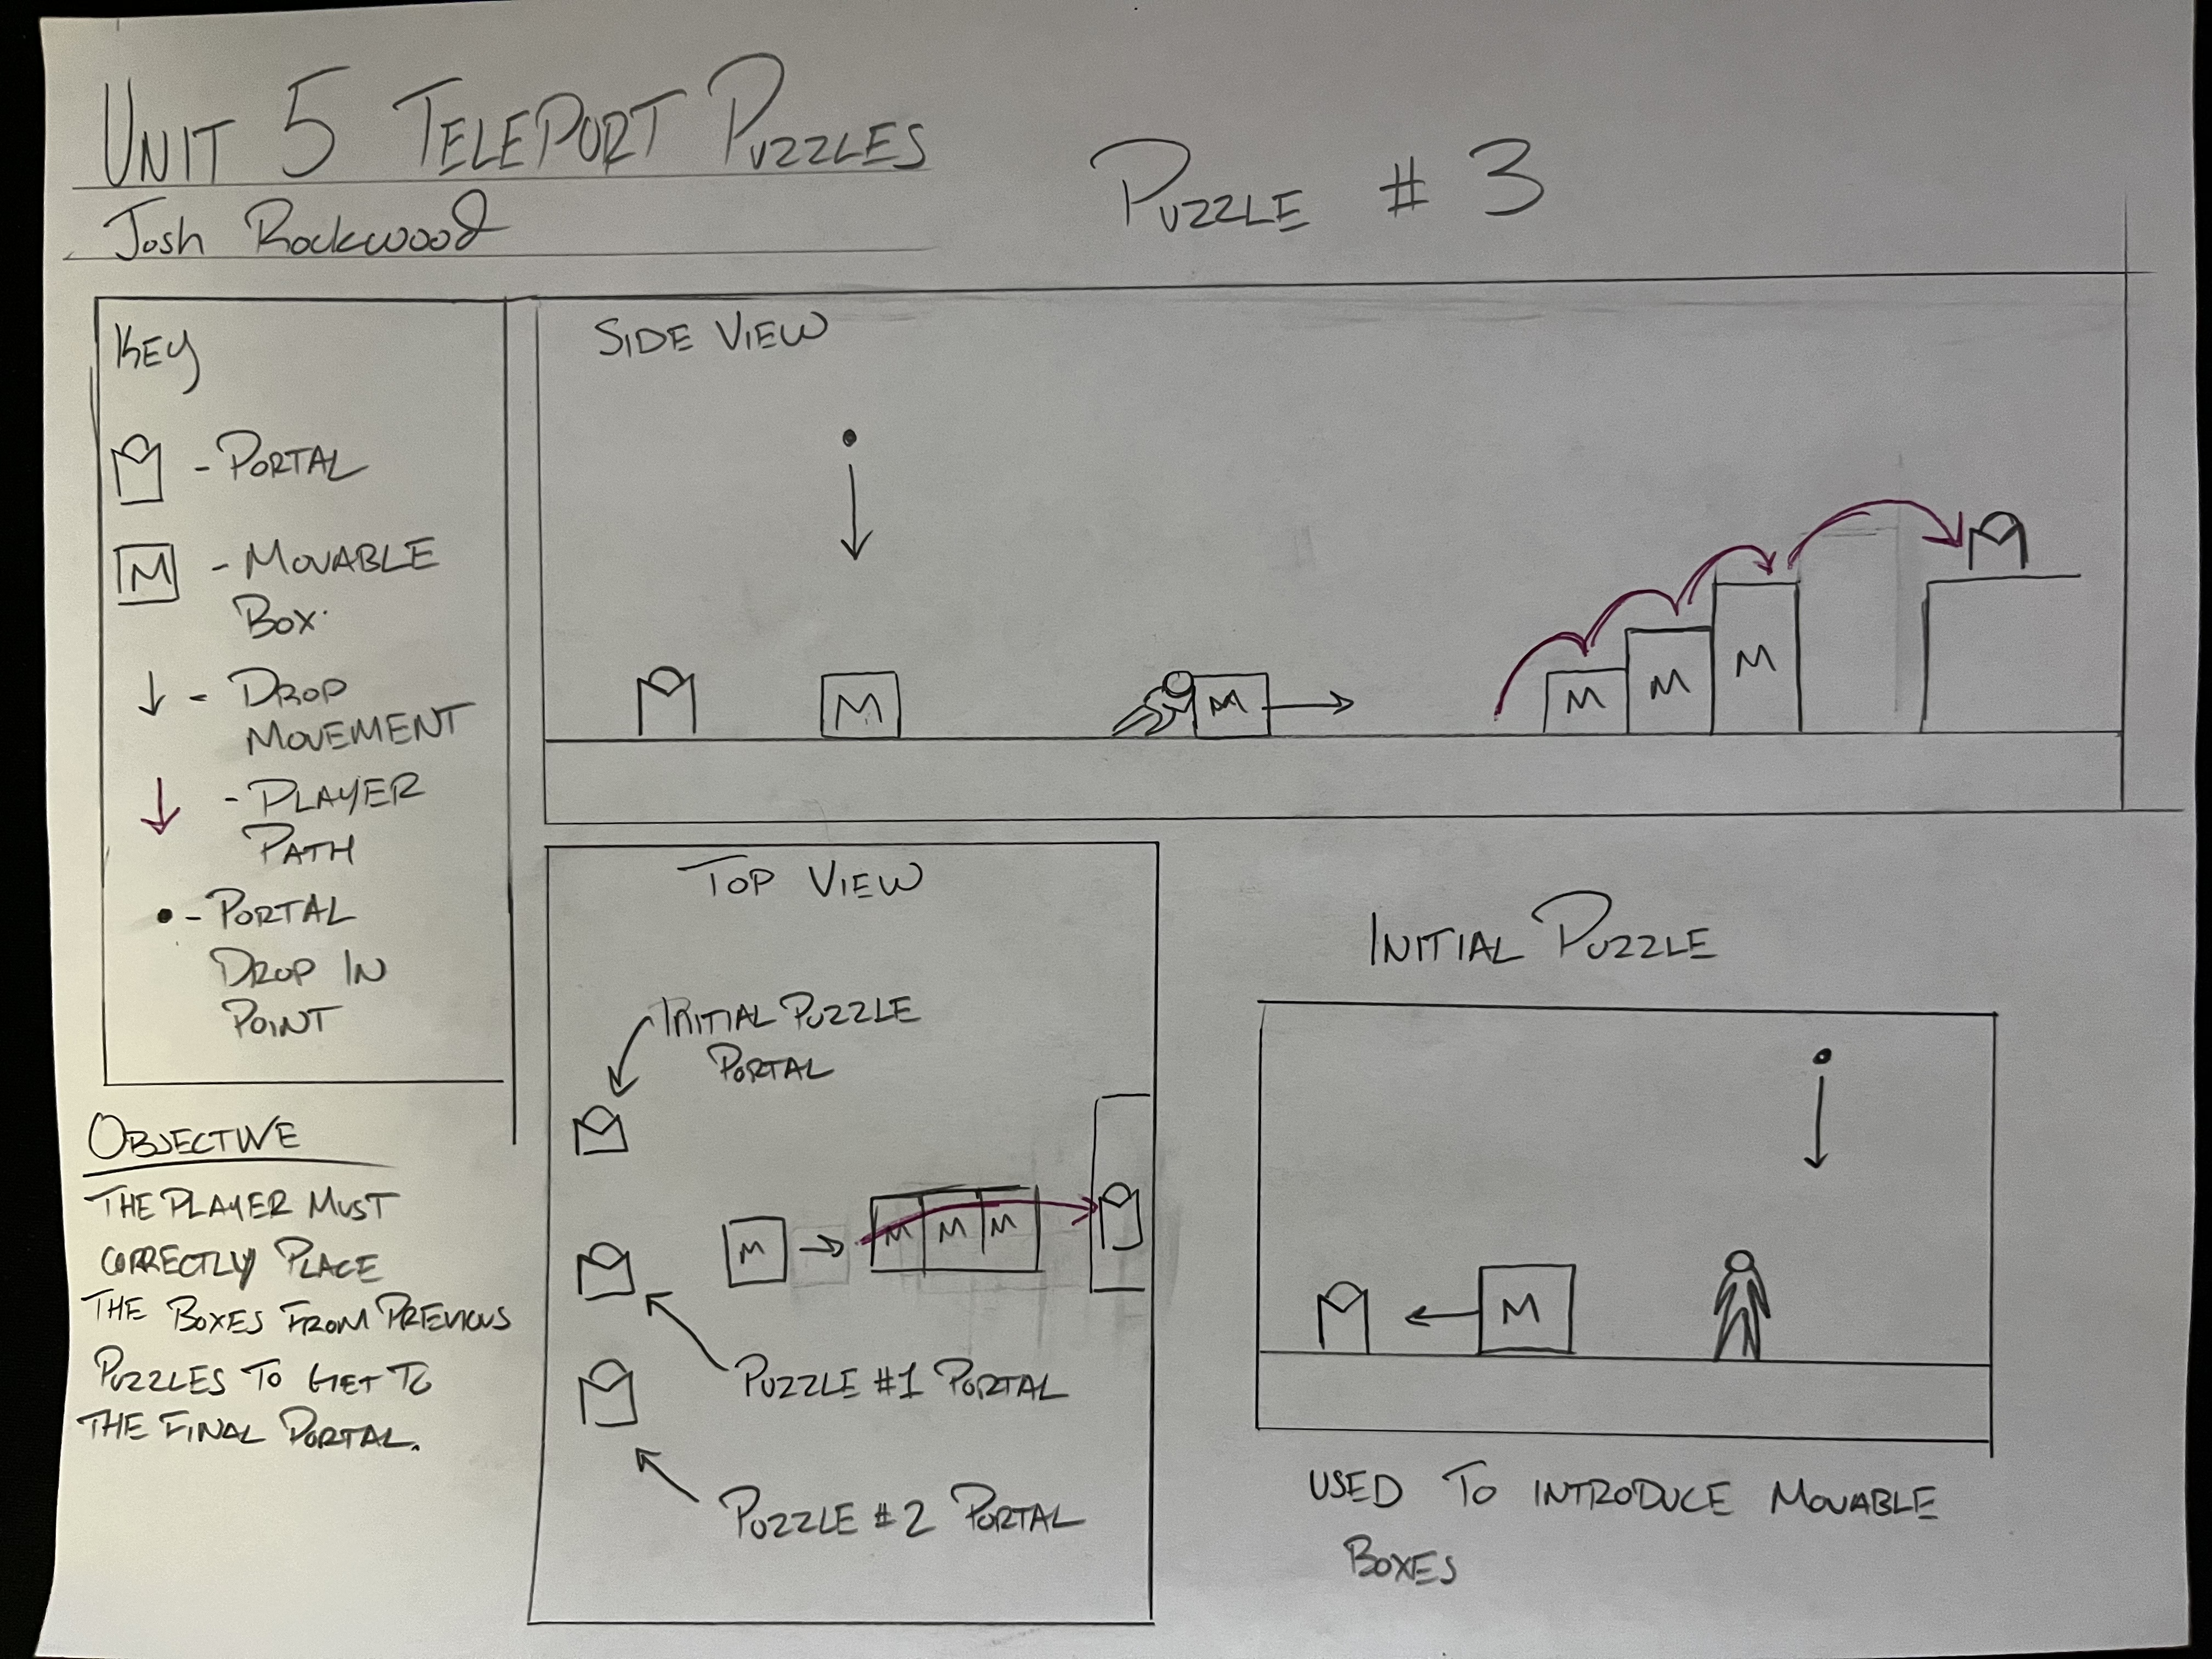 UNIT 5 TELEPORT PUZZLES
Josh Rockwood
PUZZLE # 3
KEY
- PORTAL
M - MOVABLE
BOX
- DROP
MOVEMENT
- PLAYER
PATH
- PORTAL
DROP IN
POINT
OBJECTIVE
THE PLAYER MUST
CORRECTLY PLACE
THE BOXES FROM PREVIOUS
PUZZLES TO GET TO
THE FINAL PORTAL.
SIDE VIEW
M M M M M
TOP VIEW
INITIAL PUZZLE
PORTAL
M M M M
PUZZLE #1 PORTAL
PUZZLE #2 PORTAL
INITIAL PUZZLE
M
USED TO INTRODUCE MOVABLE
BOXES